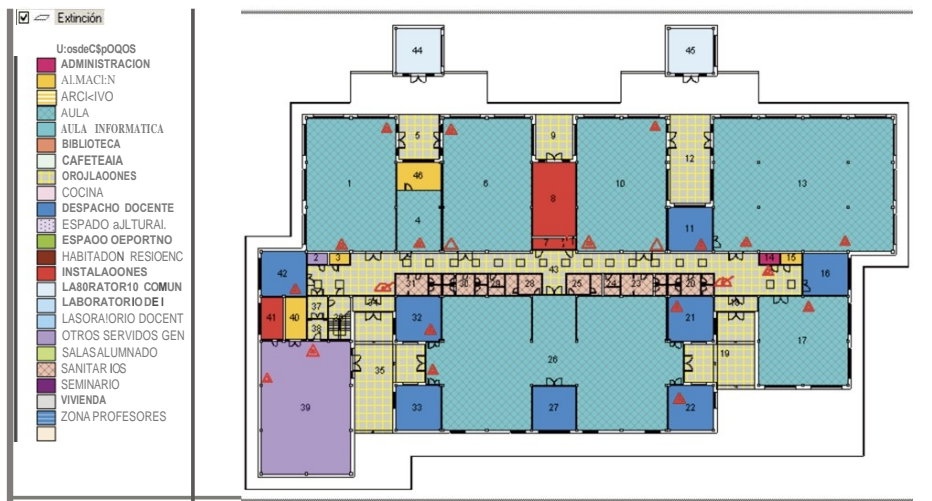 Extinción
U:osdeC$pOQOS
ADMINISTRACION
Al.MACl:N
ARCI<IVO
AULA
AULA INFORMATICA
BIBLIOTECA
CAFETEAIA
OROJLAOONES
COCINA
DESPACHO DOCENTE
ESPADO aJLTURAI.
ESPAOO OEPORTNO
HABITADON RESIOENC
INSTALAOONES
LA80RATOR10 COMUN
LABORATORIO DE I
LASORA!ORIO DOCENT
OTROS SERVIDOS GEN
SALASALUMNADO
SANITAR IOS
SEMINARIO
VIVIENDA
ZONA PROFESORES
44
45
5
9
12
1
46
6
8
10
13
4
7
11
2
3
43
14
15
42
16
31
30
29
28
25
24
23
20
41
40
37
38
34
32
21
18
35
26
19
17
39
33
27
22